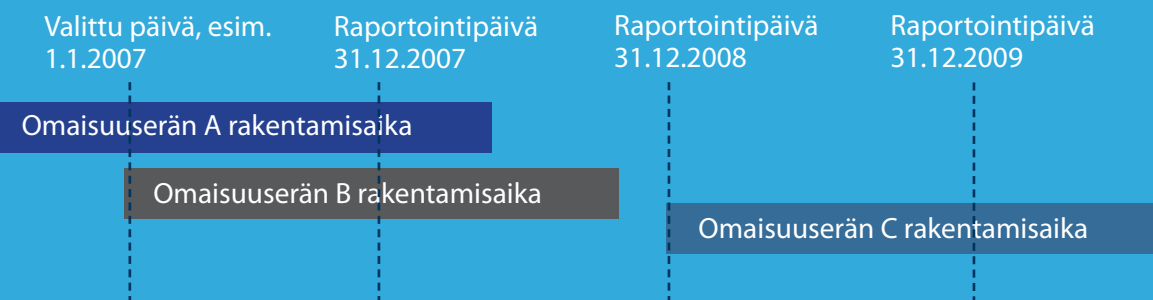 Valittu päivä, esim.
1.1.2007
Raportointipäivä
31.12.2007
Raportointipäivä
31.12.2008
Raportointipäivä
31.12.2009
Omaisuuserän A rakentamisaika
Omaisuuserän B rakentamisaika
Omaisuuserän C rakentamisaika